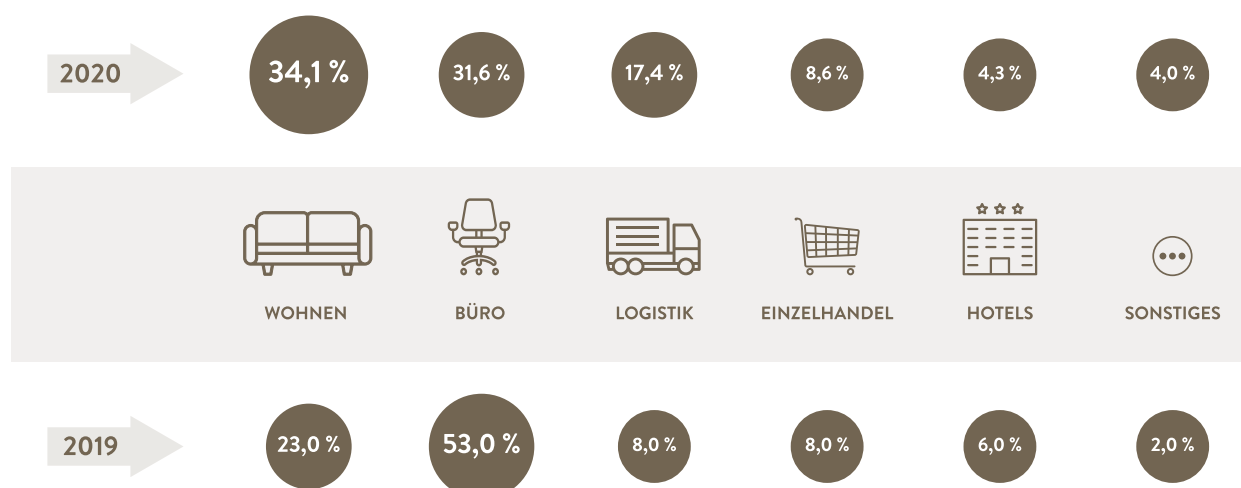 2020 34,1 % 31,6 % 17,4 % 8,6 % 4,3 % 4,0 %
WOHNEN BÜRO LOGISTIK EINZELHANDEL HOTELS SONSTIGES
2019 23,0 % 53,0 % 8,0 % 8,0 % 6,0 % 2,0 %